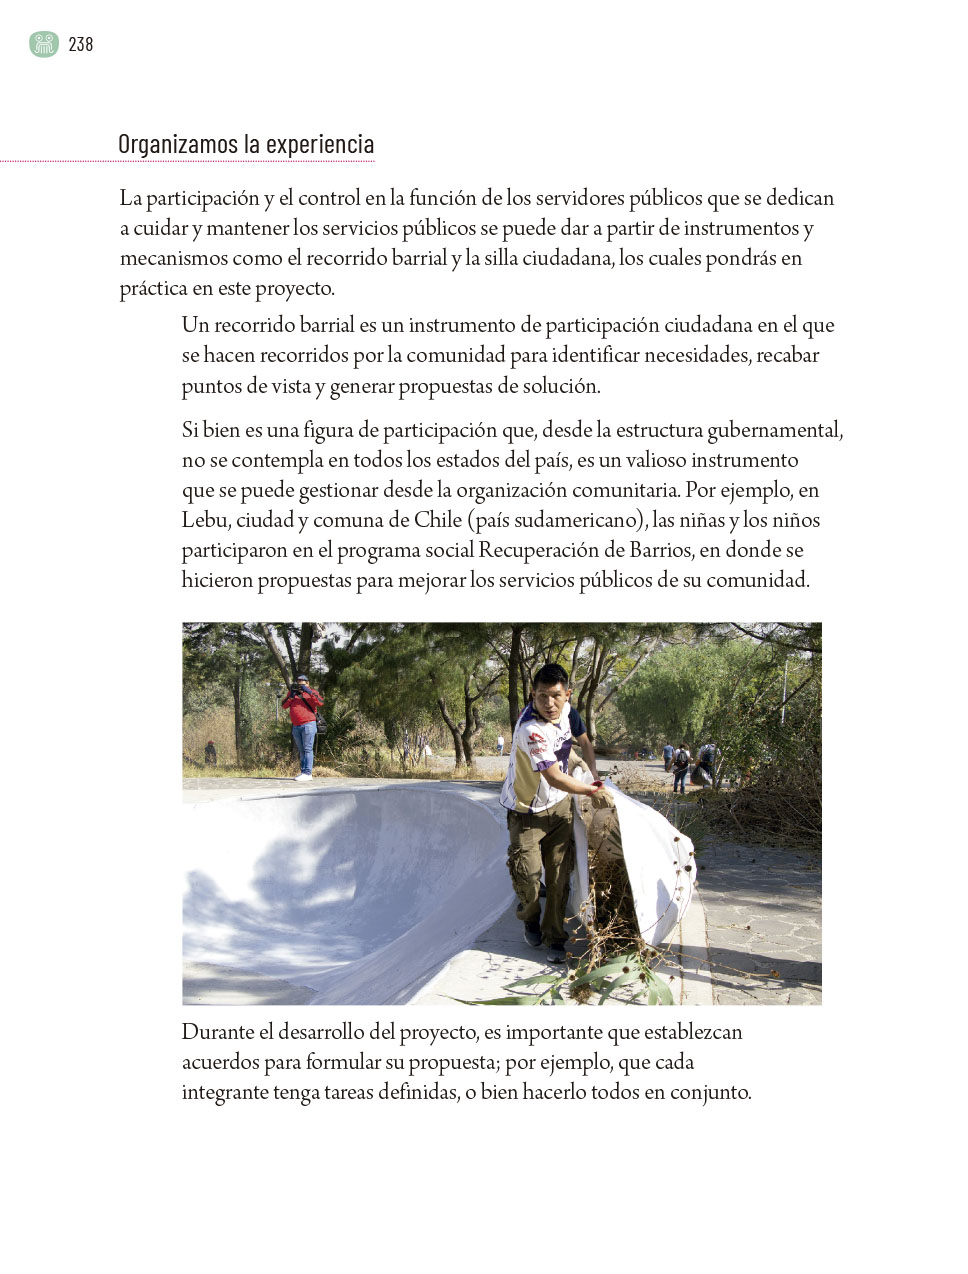 238
Organizamos la experiencia
La participación y el control en la función de los servidores públicos que se dedican
a cuidar y mantener los servicios públicos se puede dar a partir de instrumentos y
mecanismos como el recorrido barrial y la silla ciudadana, los cuales pondrás en
práctica en este proyecto.
Un recorrido barrial es un instrumento de participación ciudadana en el que
se hacen recorridos por la comunidad para identificar necesidades, recabar
puntos de vista y generar propuestas de solución.
Si bien es una figura de participación que, desde la estructura gubernamental,
no se contempla en todos los estados del país, es un valioso instrumento
que se puede gestionar desde la organización comunitaria. Por ejemplo, en
Lebu, ciudad y comuna de Chile (país sudamericano), las niñas y los niños
participaron en el programa social Recuperación de Barrios, en donde se
hicieron propuestas para mejorar los servicios públicos de su comunidad.
Durante el desarrollo del proyecto, es importante que establezcan
acuerdos para formular su propuesta; por ejemplo, que cada
integrante tenga tareas definidas, o bien hacerlo todos en conjunto.